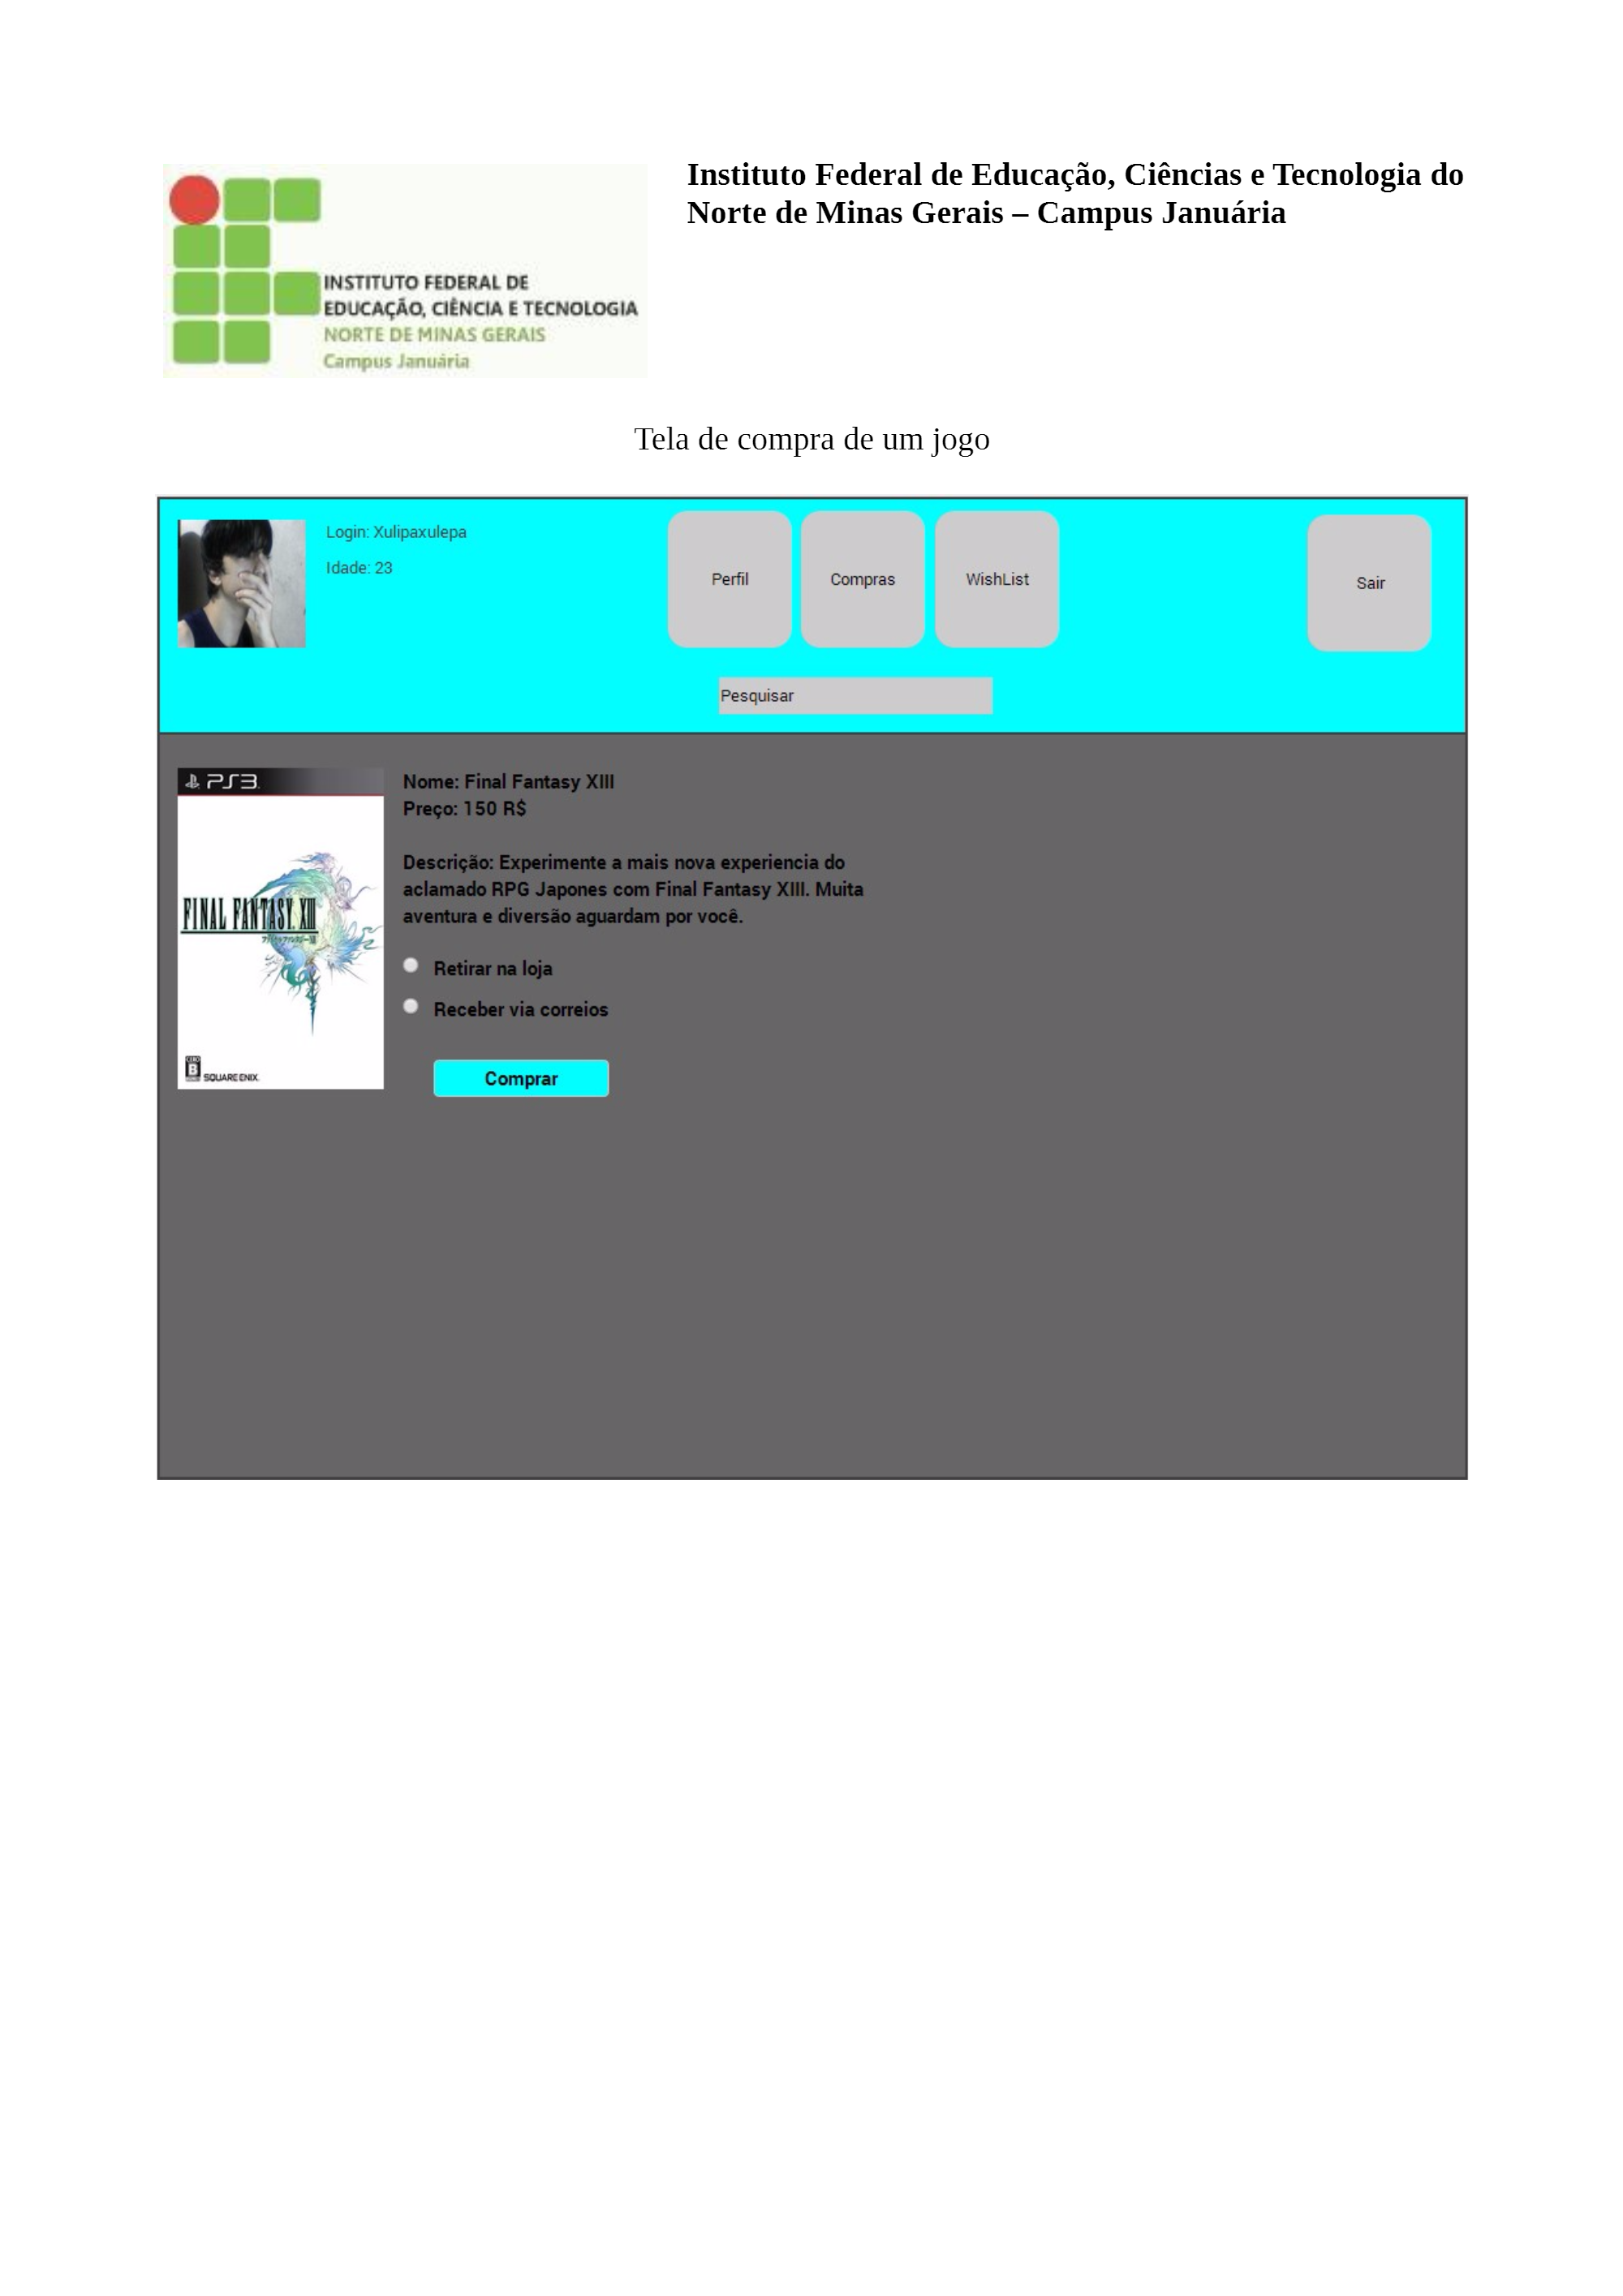 Instituto Federal de Educação, Ciências e Tecnologia do
Norte de Minas Gerais – Campus Januária
INSTITUTO FEDERAL DE
EDUCAÇÃO, CIÊNCIA E TECNOLOGIA
NORTE DE MINAS GERAIS
Campus Januária
Tela de compra de um jogo
Login: Xulipaxulepa
Idade: 23
Perfil
Compras
WishList
Sair
Pesquisar
PS3
FINAL FANTASY XIII
B
SQUARE ENIX.
Nome: Final Fantasy XIII
Preço: 150 R$
Descrição: Experimente a mais nova experiencia do
aclamado RPG Japones com Final Fantasy XIII. Muita
aventura e diversão aguardam por você.
Retirar na loja
Receber via correios
Comprar